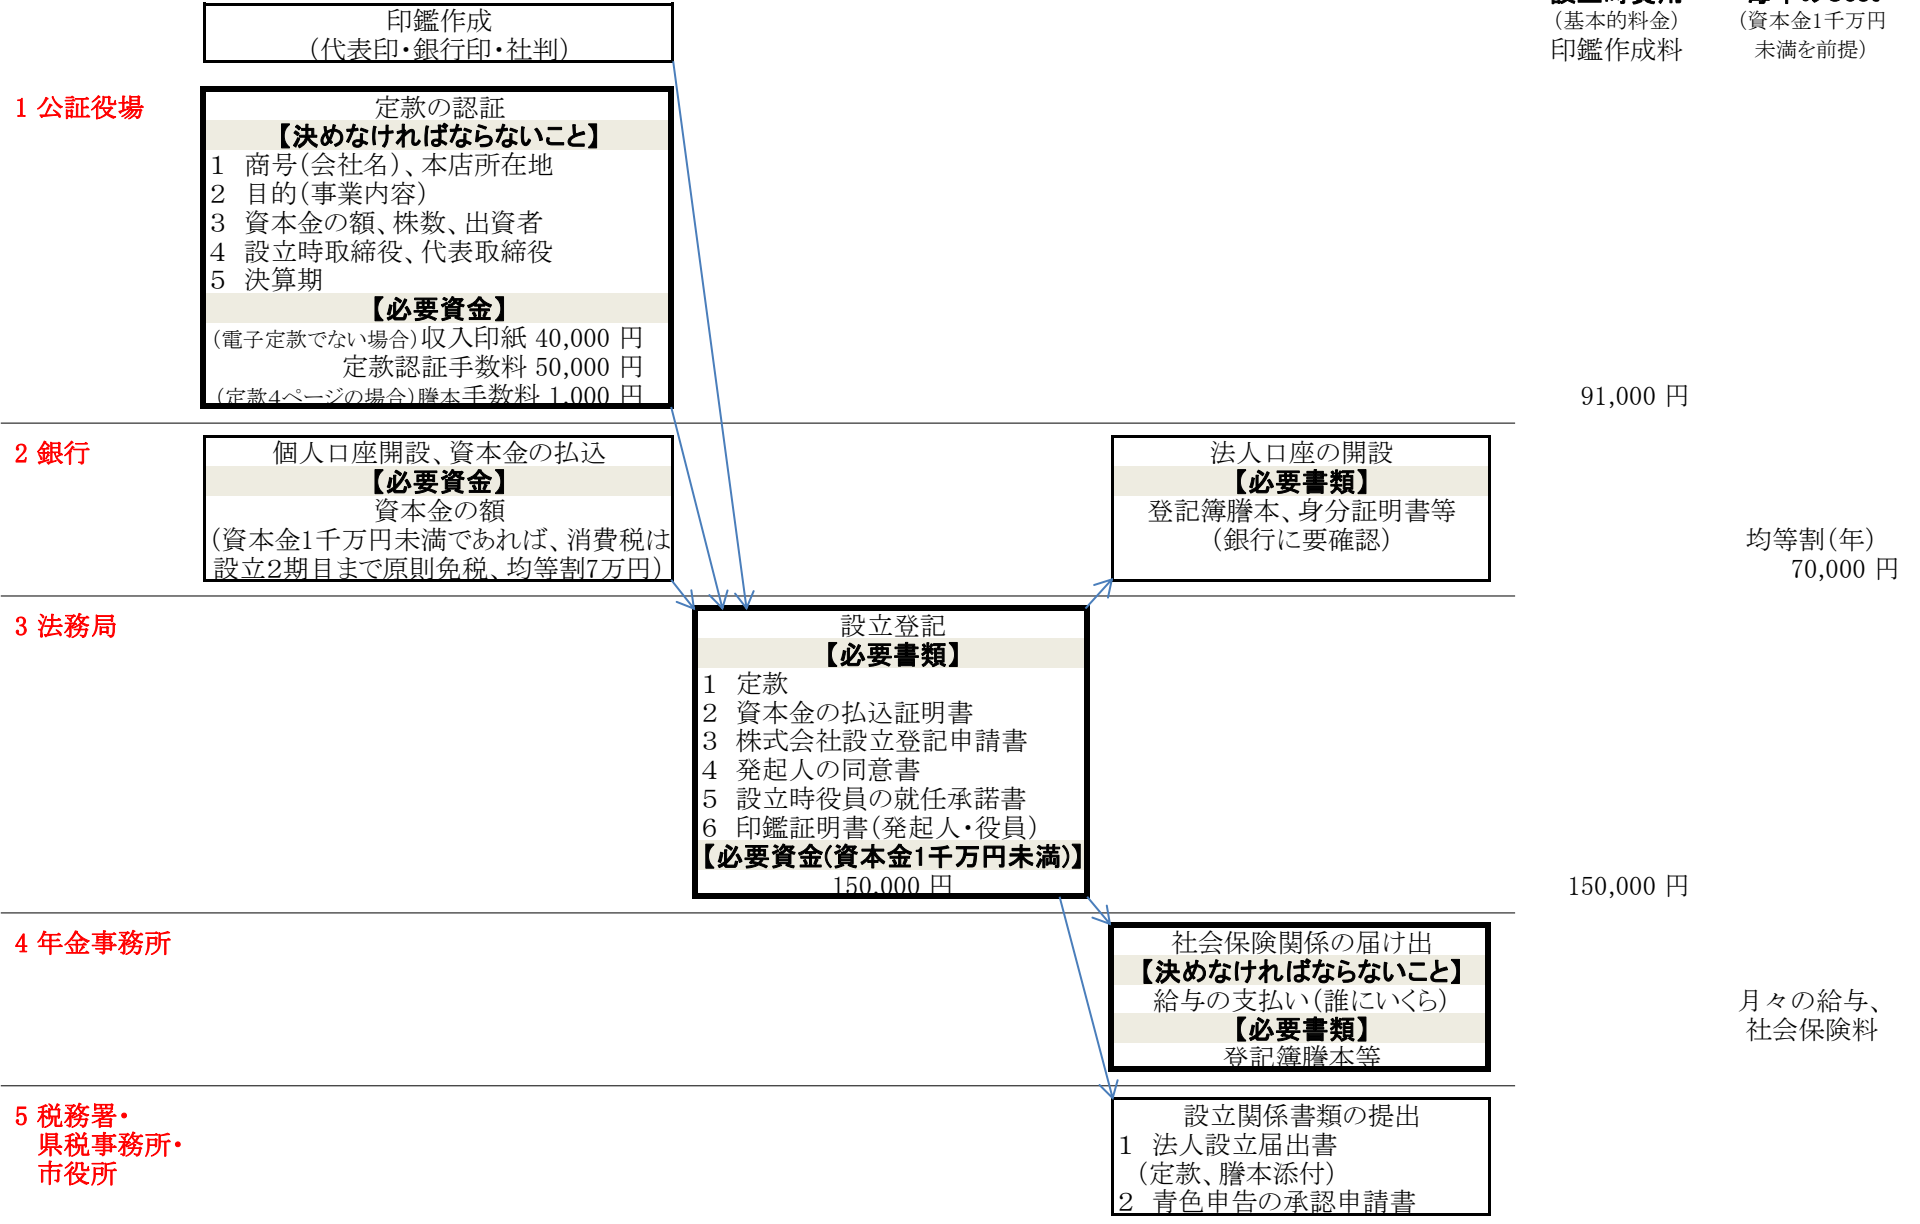 印鑑作成
（代表印・銀行印・社判）
（基本的料金）
（資本金1千万円
印鑑作成料
未満を前提）
1 公証役場
定款の認証
【決めなければならないこと】
1 商号（会社名）、本店所在地
2 目的（事業内容）
3 資本金の額、株数、出資者
4 設立時取締役、代表取締役
5 決算期
【必要資金】
（電子定款でない場合）収入印紙 40,000 円
定款認証手数料 50,000 円
（定款4ページの場合）謄本手数料 1,000 円
91,000 円
2 銀行
個人口座開設、資本金の払込
【必要資金】
資本金の額
（資本金1千万円未満であれば、消費税は
設立2期目まで原則免税、均等割7万円）
法人口座の開設
【必要書類】
登記簿謄本、身分証明書等
（銀行に要確認）
均等割（年）
70,000 円
3 法務局
設立登記
【必要書類】
1 定款
2 資本金の払込証明書
3 株式会社設立登記申請書
4 発起人の同意書
5 設立時役員の就任承諾書
6 印鑑証明書（発起人・役員）
【必要資金(資本金1千万円未満)】
150,000 円
150,000 円
4 年金事務所
社会保険関係の届け出
【決めなければならないこと】
給与の支払い（誰にいくら）
【必要書類】
登記簿謄本等
月々の給与、
社会保険料
5 税務署・
県税事務所・
市役所
設立関係書類の提出
1 法人設立届出書
（定款、謄本添付）
2 青色申告の承認申請書